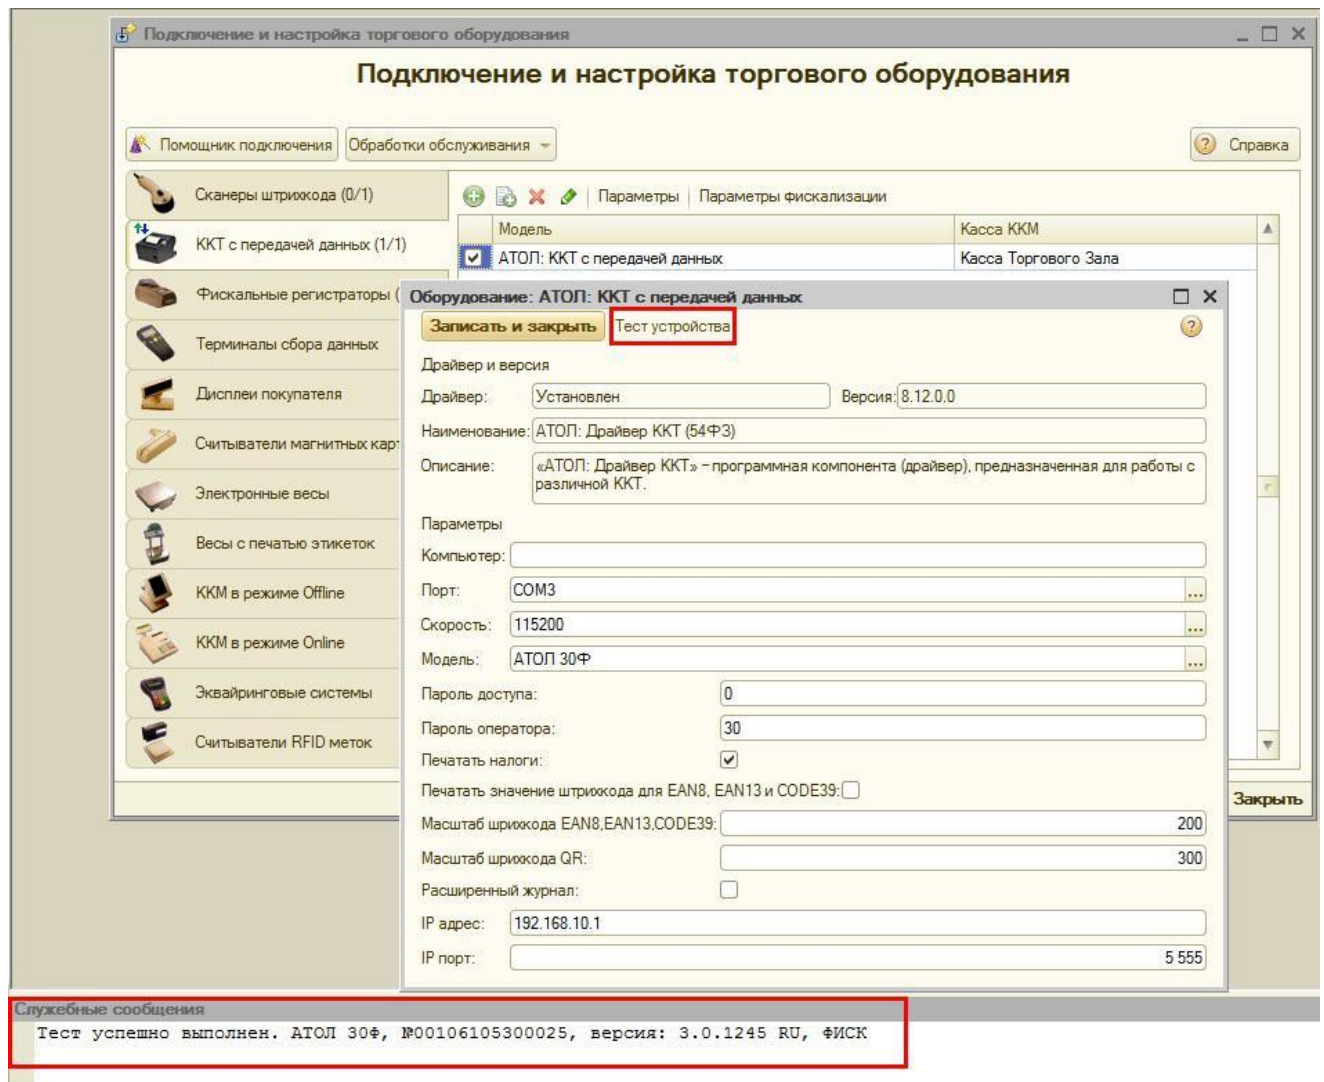 Подключение и настройка торгового оборудования
Подключение и настройка торгового оборудования
Помощник подключения Обработки обслуживания Справка
Сканеры штрихкода (0/1)
ККТ с передачей данных (1/1)
Фискальные регистраторы (
Терминалы сбора данных
Дисплеи покупателя
Считыватели магнитных карт
Электронные весы
Весы с печатью этикеток
ККМ в режиме Offline
ККМ в режиме Online
Эквайринговые системы
Считыватели RFID меток
Параметры Параметры фискализации
Модель Касса ККМ
АТОЛ: ККТ с передачей данных Касса Торгового Зала
Оборудование: АТОЛ: ККТ с передачей данных
Записать и закрыть Тест устройства
Драйвер и версия
Драйвер: Установлен Версия: 8.12.0.0
Наименование: АТОЛ: Драйвер ККТ (54ФЗ)
Описание: «АТОЛ: Драйвер ККТ» – программная компонента (драйвер), предназначенная для работы с
различной ККТ.
Параметры
Компьютер:
Порт: COM3 ...
Скорость: 115200 ...
Модель: АТОЛ 30Ф ...
Пароль доступа: 0
Пароль оператора: 30
Печатать налоги:
Печатать значение штрихкода для EAN8, EAN13 и CODE39:
Масштаб шрихкода EAN8,EAN13,CODE39: 200
Масштаб шрихкода QR: 300
Расширенный журнал:
IP адрес: 192.168.10.1
IP порт: 5 555
Закрыть
Служебные сообщения
Тест успешно выполнен. АТОЛ 30Ф, №00106105300025, версия: 3.0.1245 RU, ФИСК